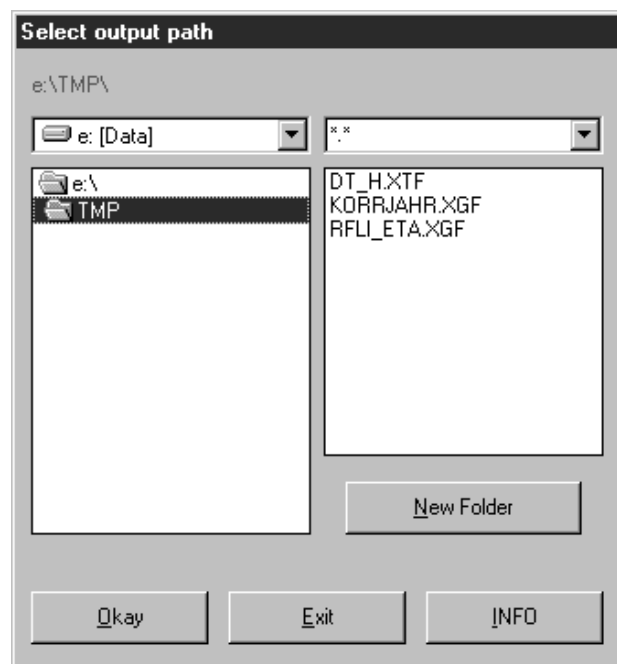 Select output path
e:\TMP\
e: [Data]
*.*
e:\
TMP
DT_H.XTF
KORRJAHR.XGF
RFLI_ETA.XGF
New Folder
Okay
Exit
INFO